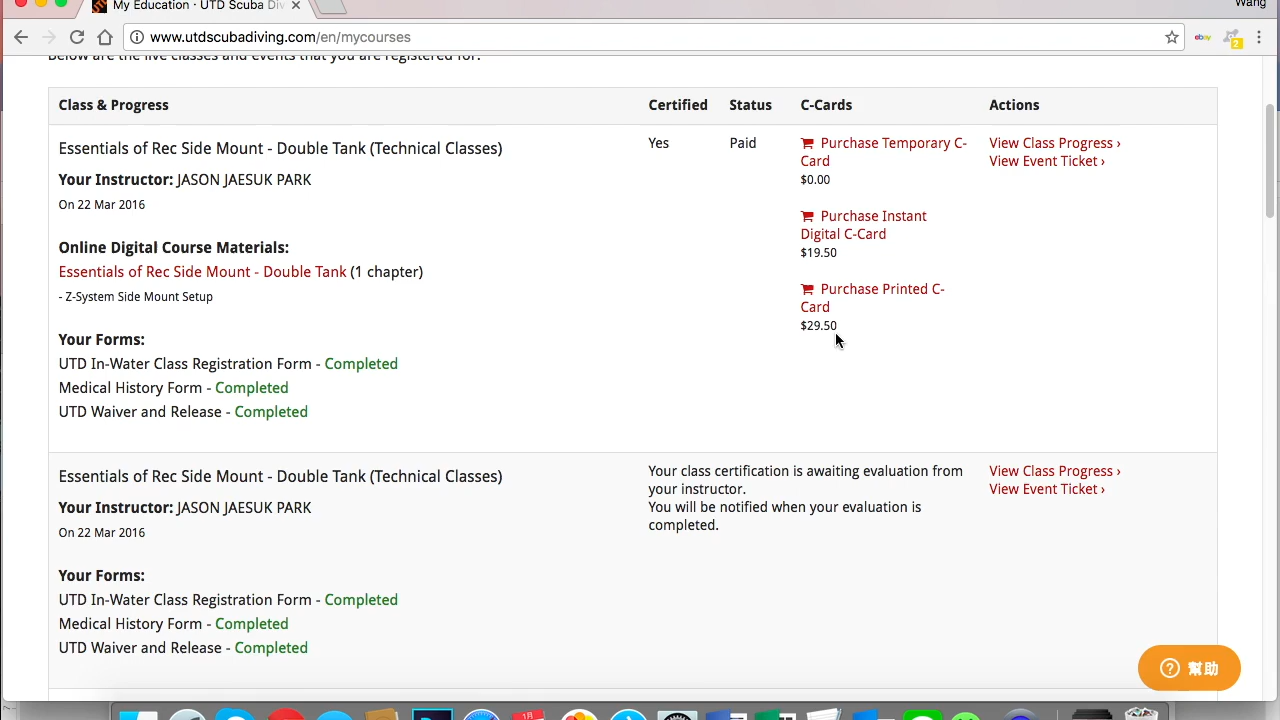 My Education · UTD Scuba Div
Wang
www.utdscubadiving.com/en/mycourses
ebay
2
Below are the live classes and events that you are registered for:
Class & Progress
Certified
Status
C-Cards
Actions
Essentials of Rec Side Mount - Double Tank (Technical Classes)
Your Instructor: JASON JAESUK PARK
On 22 Mar 2016
Online Digital Course Materials:
Essentials of Rec Side Mount - Double Tank (1 chapter)
- Z-System Side Mount Setup
Your Forms:
UTD In-Water Class Registration Form - Completed
Medical History Form - Completed
UTD Waiver and Release - Completed
Yes
Paid
Purchase Temporary C-
Card
$0.00
Purchase Instant
Digital C-Card
$19.50
Purchase Printed C-
Card
$29.50
View Class Progress ›
View Event Ticket ›
Essentials of Rec Side Mount - Double Tank (Technical Classes)
Your Instructor: JASON JAESUK PARK
On 22 Mar 2016
Your Forms:
UTD In-Water Class Registration Form - Completed
Medical History Form - Completed
UTD Waiver and Release - Completed
Your class certification is awaiting evaluation from
your instructor.
You will be notified when your evaluation is
completed.
View Class Progress ›
View Event Ticket ›
幫助